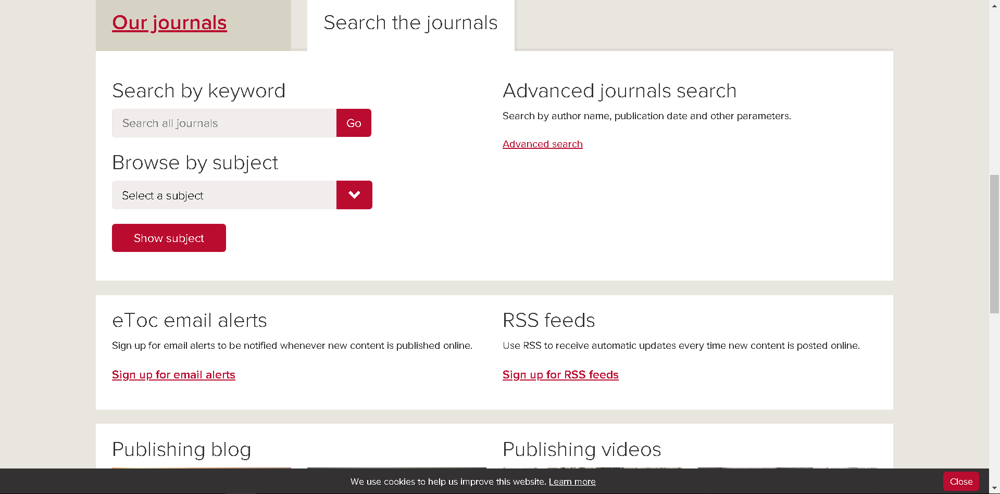 Our journals
Search the journals
Search by keyword
Search all journals
Go
Browse by subject
Select a subject
Show subject
Advanced journals search
Search by author name, publication date and other parameters.
Advanced search
eToc email alerts
Sign up for email alerts to be notified whenever new content is published online.
Sign up for email alerts
RSS feeds
Use RSS to receive automatic updates every time new content is posted online.
Sign up for RSS feeds
Publishing blog
Publishing videos
We use cookies to help us improve this website. Learn more
Close